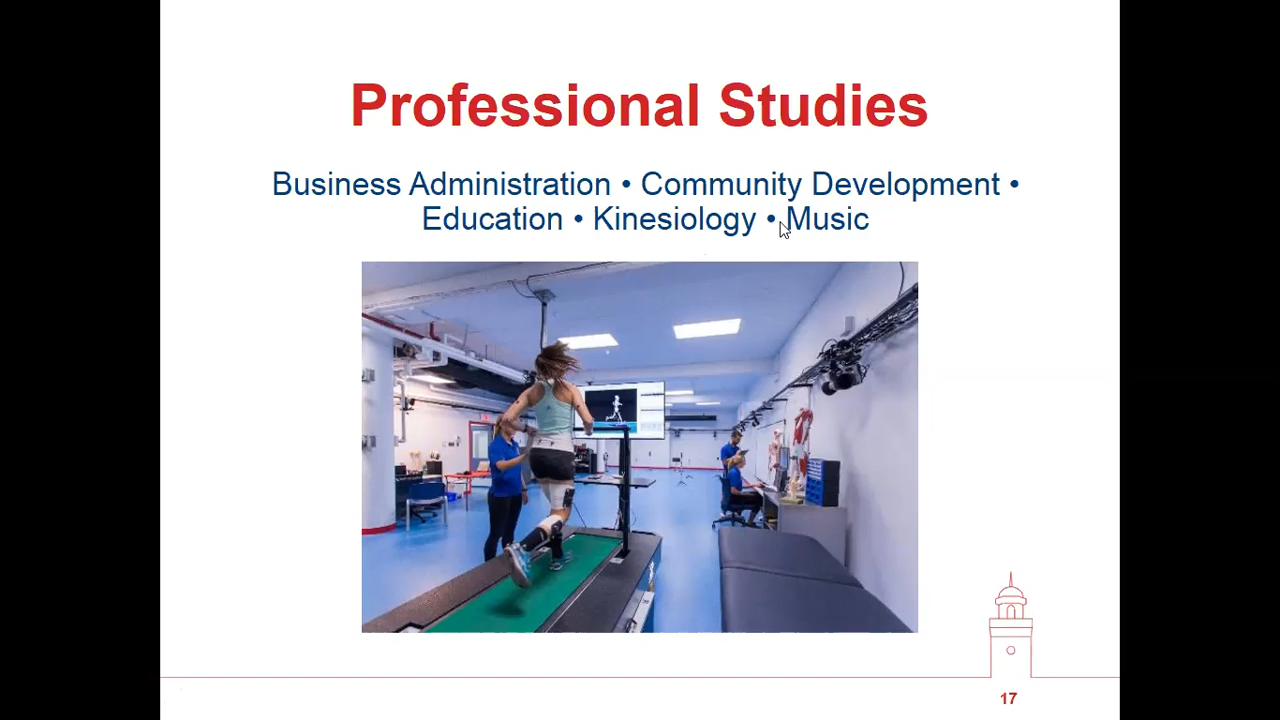 Professional Studies
Business Administration • Community Development •
Education • Kinesiology • Music
17